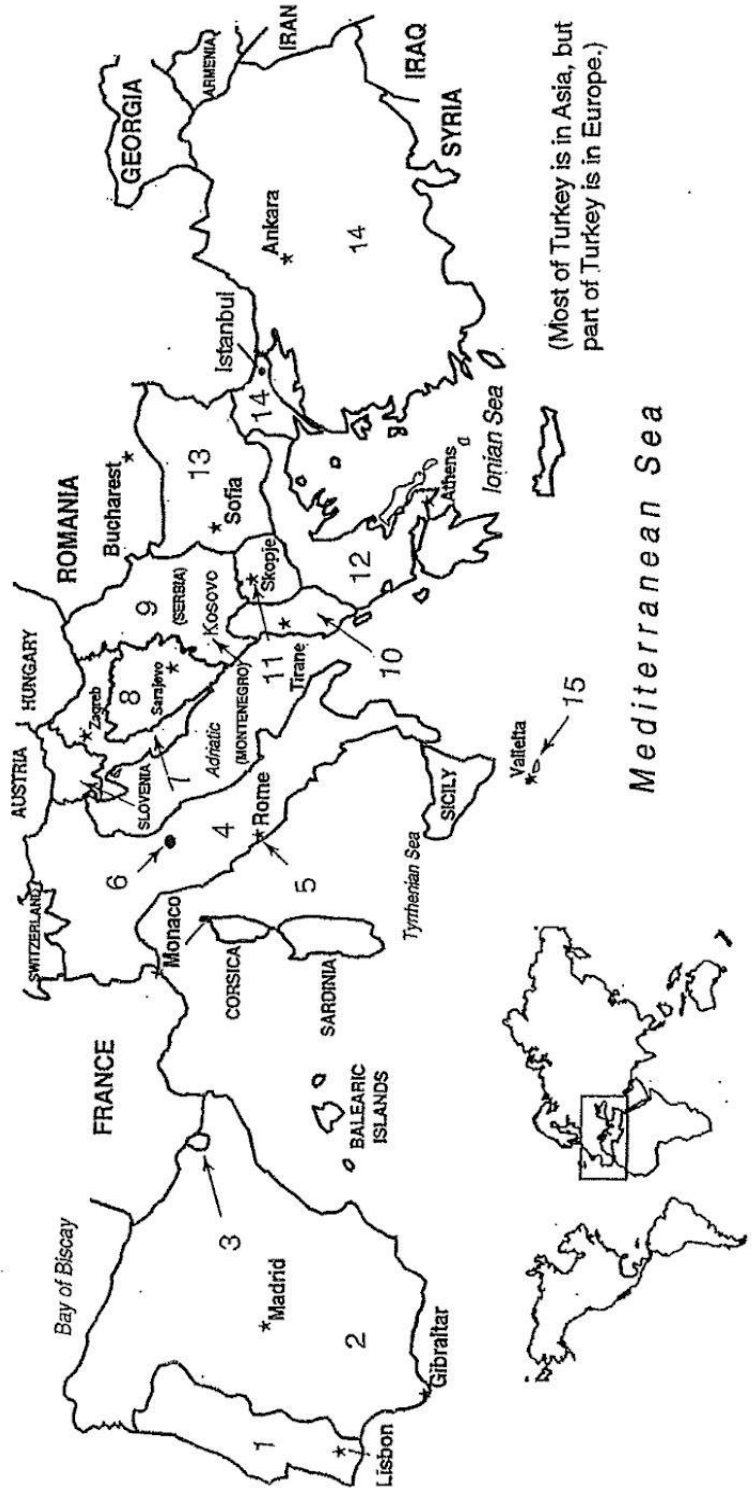 Bay of Biscay
FRANCE
SWITZERLAND
AUSTRIA
HUNGARY
ROMANIA
GEORGIA
ARMENIA
IRAN
IRAQ
SYRIA
1
2
3
Madrid
Lisbon
Gibraltar
BALEARIC
ISLANDS
Monaco
CORSICA
SARDINIA
6
4
Rome
5
Tyrrhenian Sea
SICILY
SLOVENIA
Zagreb
7
8
Sarajevo
Adriatic
(MONTENEGRO)
9
(SERBIA)
Kosovo
Bucharest
13
Sofia
Skopje
11
Tirane
10
12
Athens
Ionian Sea
Istanbul
14
Ankara
14
Valletta
15
Mediterranean Sea
(Most of Turkey is in Asia, but
part of Turkey is in Europe.)